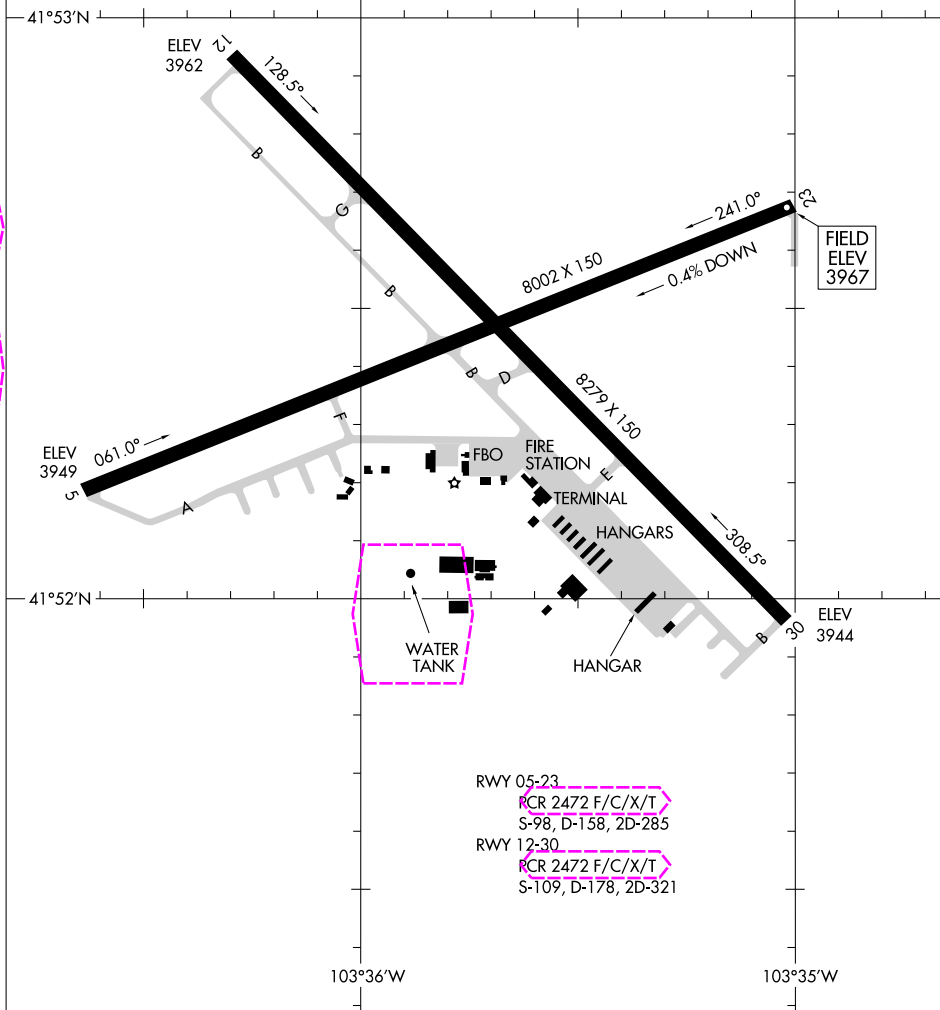 41°53'N
ELEV
3962
12
128.5°
B
G
B
241.0°
23
8002 X 150
0.4% DOWN
FIELD
ELEV
3967
B
D
8279 X 150
F
ELEV
3949
061.0°
5
A
FBO
FIRE
STATION
E
TERMINAL
HANGARS
308.5°
41°52'N
WATER
TANK
HANGAR
B
30
ELEV
3944
RWY 05-23
PCR 2472 F/C/X/T
S-98, D-158, 2D-285
RWY 12-30
PCR 2472 F/C/X/T
S-109, D-178, 2D-321
103°36'W
103°35'W